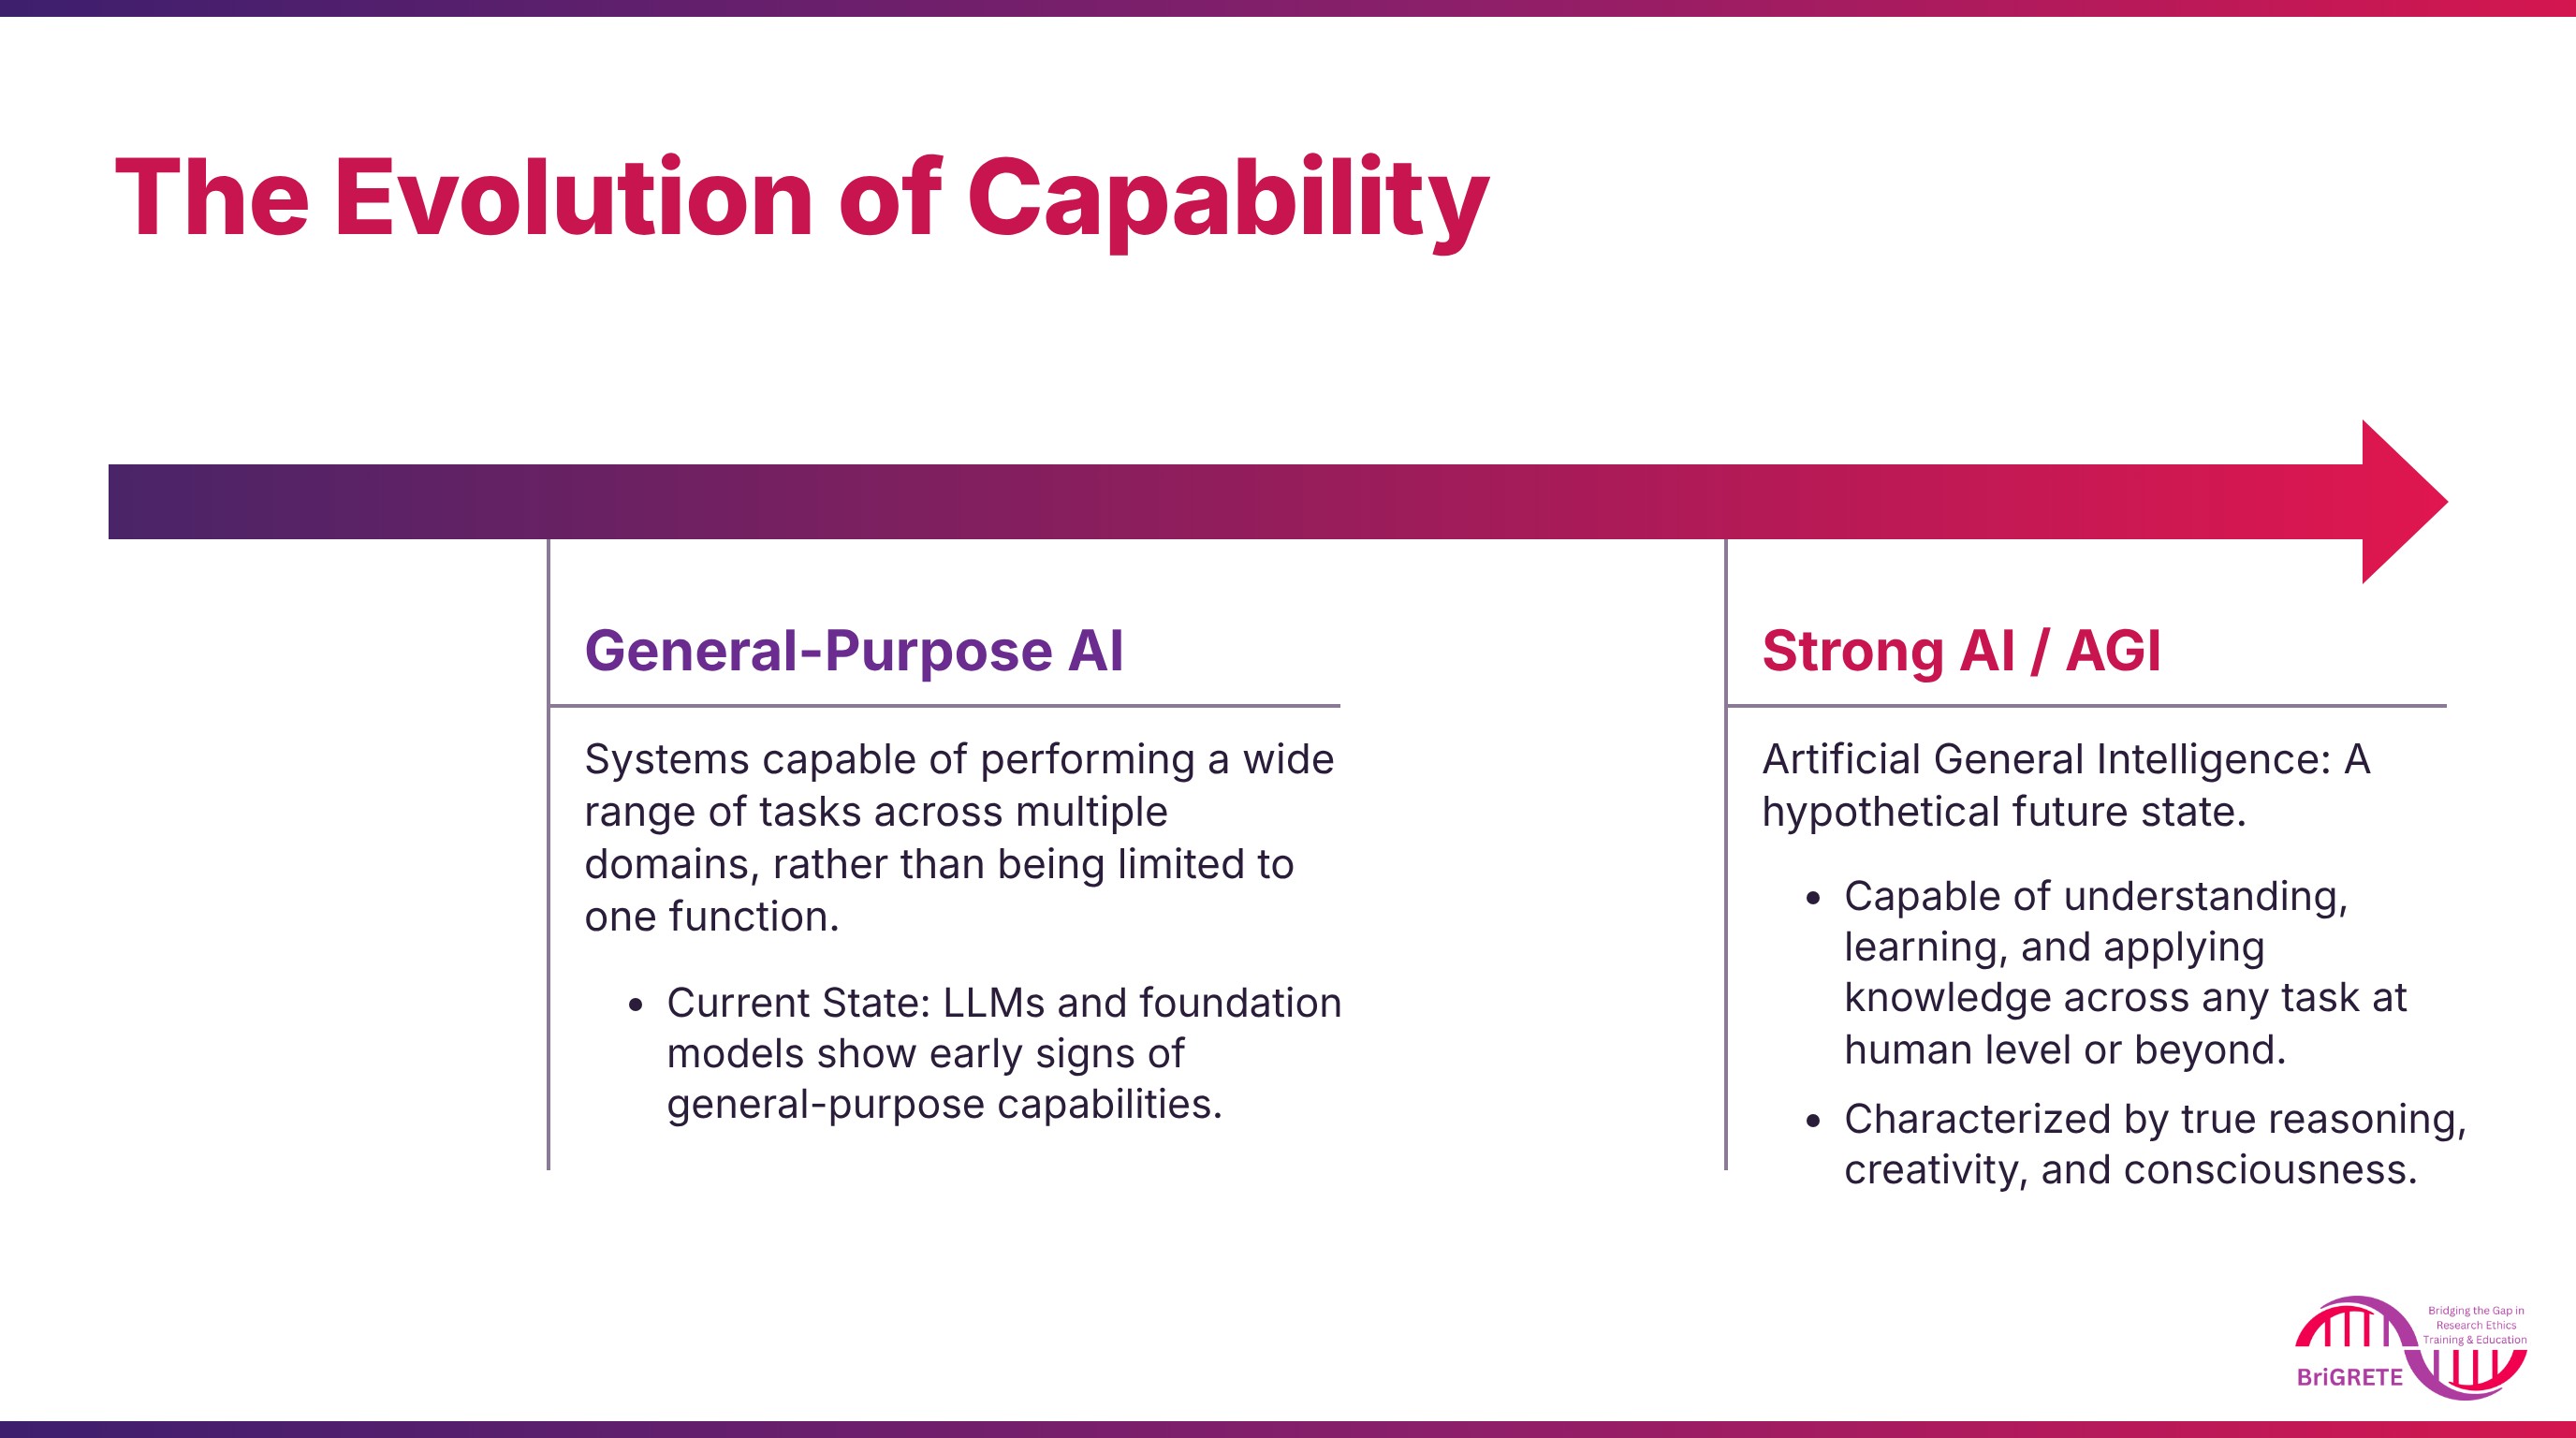 The Evolution of Capability
General-Purpose AI
Systems capable of performing a wide
range of tasks across multiple
domains, rather than being limited to
one function.
• Current State: LLMs and foundation
models show early signs of
general-purpose capabilities.
Strong AI / AGI
Artificial General Intelligence: A
hypothetical future state.
• Capable of understanding,
learning, and applying
knowledge across any task at
human level or beyond.
• Characterized by true reasoning,
creativity, and consciousness.
Bridging the Gap in
Research Ethics
Training & Education
BriGRETE